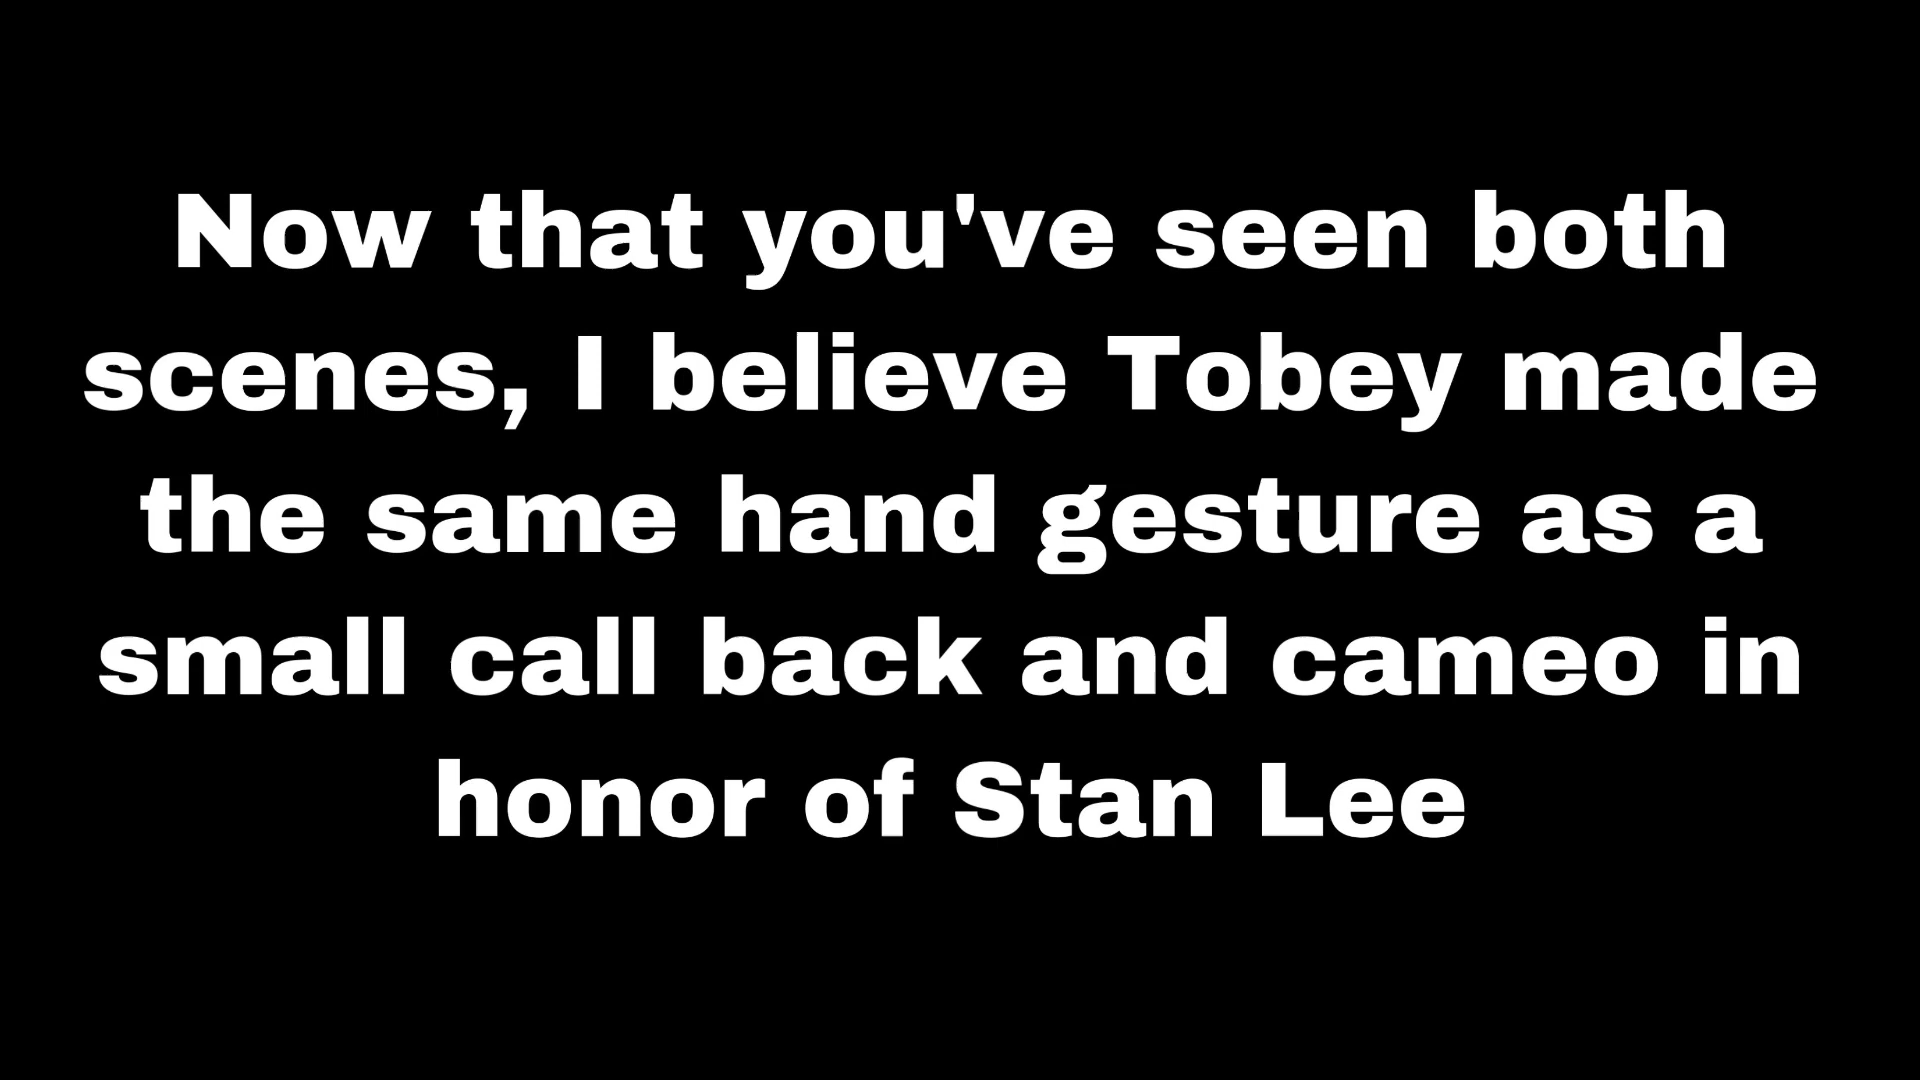 Now that you've seen both
scenes, I believe Tobey made
the same hand gesture as a
small call back and cameo in
honor of Stan Lee